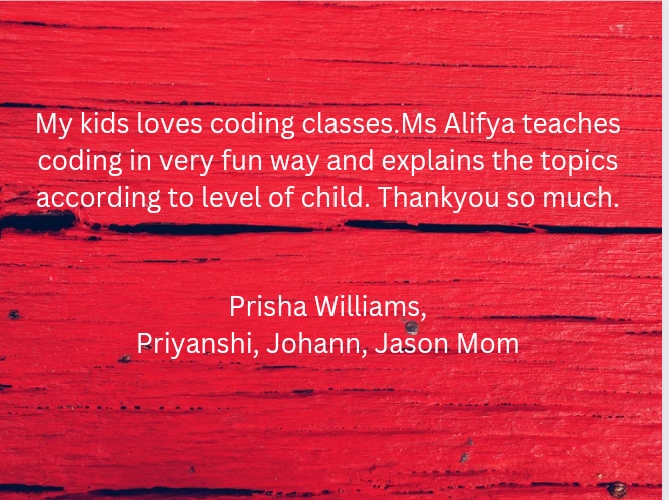 My kids loves coding classes.Ms Alifya teaches
coding in very fun way and explains the topics
according to level of child. Thankyou so much.
Prisha Williams,
Priyanshi, Johann, Jason Mom